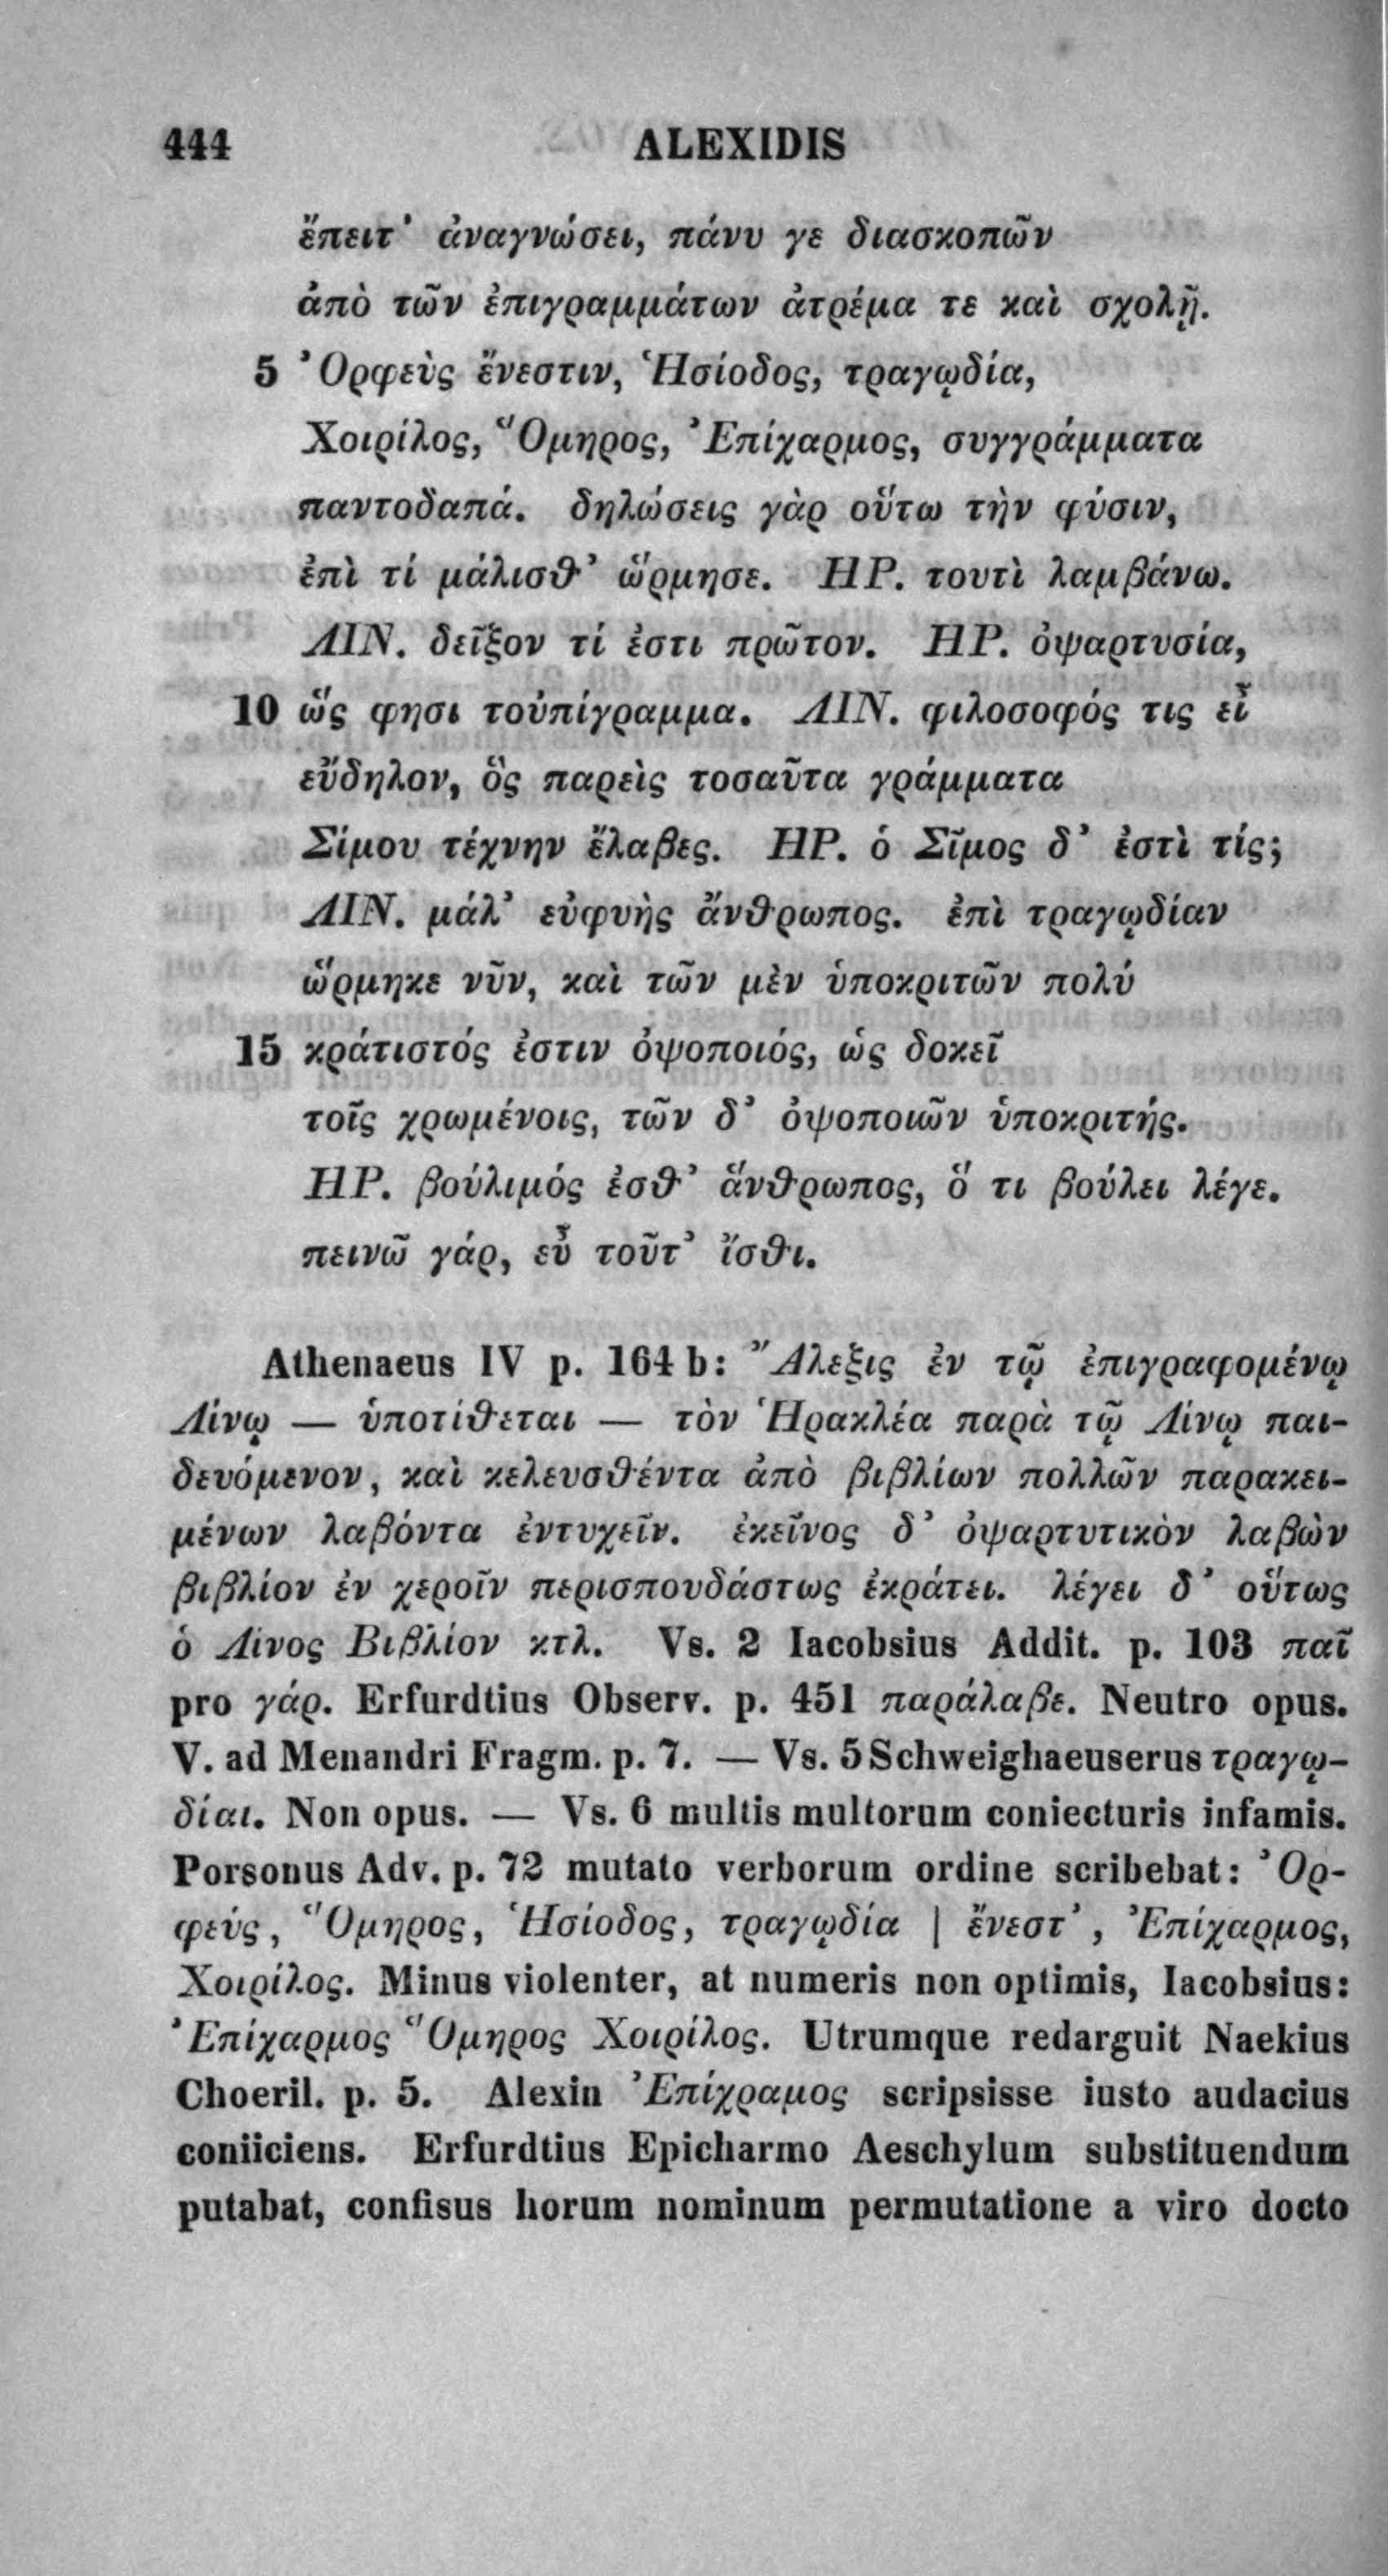 444 ALEXIDIS
ἔπειτ' ἀναγνώσει, πάνυ γε διασκοπῶν
ἀπὸ τῶν ἐπιγραμμάτων ἀτρέμα τε καὶ σχολῇ.
5 Ὀρφεὺς ἔνεστιν, Ἡσίοδος, τραγῳδία,
Χοιρίλος, Ὅμηρος, Ἐπίχαρμος, συγγράμματα
παντοδαπά. δηλώσεις γὰρ οὕτω τὴν φύσιν,
ἐπὶ τί μάλισθ' ὥρμησε. ΗΡ. τουτὶ λαμβάνω.
ΛΙΝ. δεῖξον τί ἐστι πρῶτον. ΗΡ. ὀψαρτυσία,
10 ὥς φησι τοὐπίγραμμα. ΛΙΝ. φιλοσοφός τις εἶ
εὔδηλον, ὃς παρεὶς τοσαῦτα γράμματα
Σίμου τέχνην ἔλαβες. ΗΡ. ὁ Σῖμος δ' ἐστὶ τίς;
ΛΙΝ. μάλ' εὐφυὴς ἄνθρωπος. ἐπὶ τραγῳδίαν
ὥρμηκε νῦν, καὶ τῶν μὲν ὑποκριτῶν πολύ
15 κράτιστός ἐστιν ὀψοποιός, ὡς δοκεῖ
τοῖς χρωμένοις, τῶν δ' ὀψοποιῶν ὑποκριτής.
ΗΡ. βούλιμός ἐσθ' ἅνθρωπος, ὅ τι βούλει λέγε.
πεινῶ γάρ, εὖ τοῦτ' ἴσθι.
Athenaeus IV p. 164 b: Ἄλεξις ἐν τῷ ἐπιγραφομένῳ
Λίνῳ — ὑποτίθεται — τὸν Ἡρακλέα παρὰ τῷ Λίνῳ παι-
δευόμενον, καὶ κελευσθέντα ἀπὸ βιβλίων πολλῶν παρακει-
μένων λαβόντα ἐντυχεῖν. ἐκεῖνος δ' ὀψαρτυτικὸν λαβὼν
βιβλίον ἐν χεροῖν περισπουδάστως ἐκράτει. λέγει δ' οὕτως
ὁ Λίνος Βιβλίον κτλ. Vs. 2 Iacobsius Addit. p. 103 παῖ
pro γάρ. Erfurdtius Observ. p. 451 παράλαβε. Neutro opus.
V. ad Menandri Fragm. p. 7. — Vs. 5 Schweighaeuserus τραγῳ-
δίαι. Non opus. — Vs. 6 multis multorum coniecturis infamis.
Porsonus Adv. p. 72 mutato verborum ordine scribebat: Ὀρ-
φεύς, Ὅμηρος, Ἡσίοδος, τραγῳδία | ἔνεστ', Ἐπίχαρμος,
Χοιρίλος. Minus violenter, at numeris non optimis, Iacobsius:
Ἐπίχαρμος Ὅμηρος Χοιρίλος. Utrumque redarguit Naekius
Choeril. p. 5. Alexin Ἐπίχραμος scripsisse iusto audacius
coniiciens. Erfurdtius Epicharmo Aeschylum substituendum
putabat, confisus horum nominum permutatione a viro docto